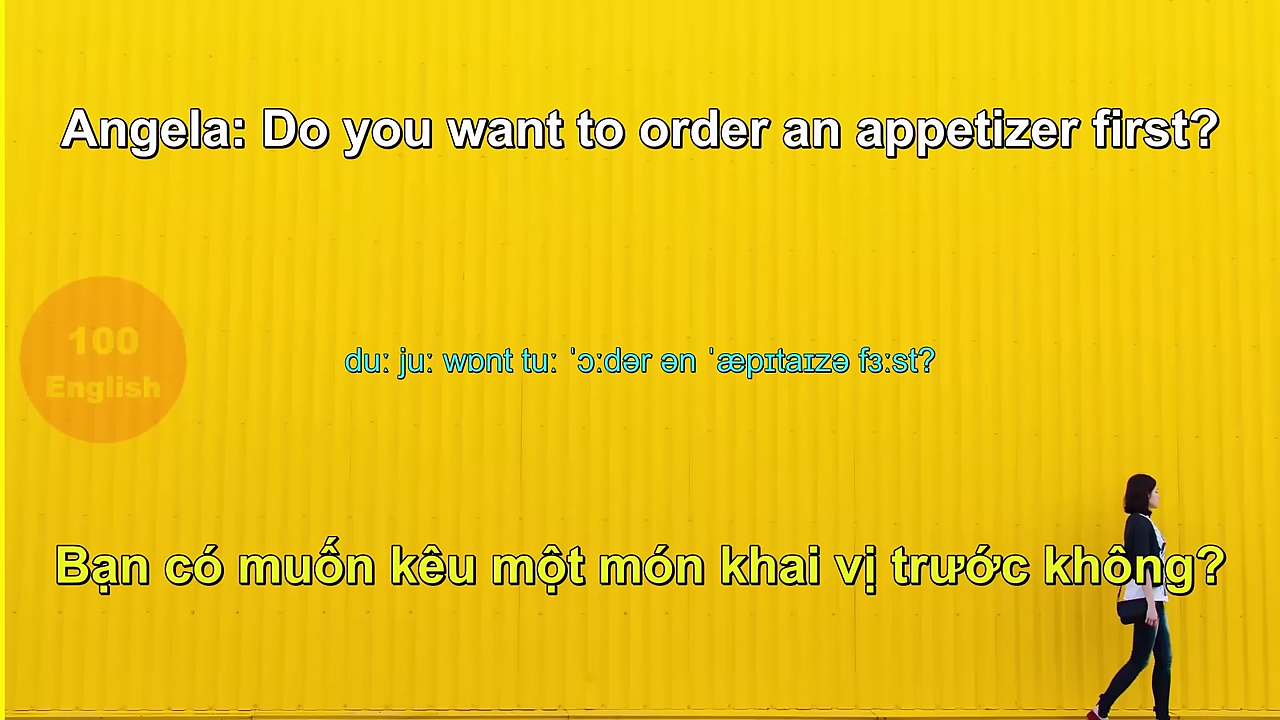 Angela: Do you want to order an appetizer first?
100
English
duː juː wɒnt tuː ˈɔːdər ən ˈæpɪtaɪzə fɜːst?
Bạn có muốn kêu một món khai vị trước không?